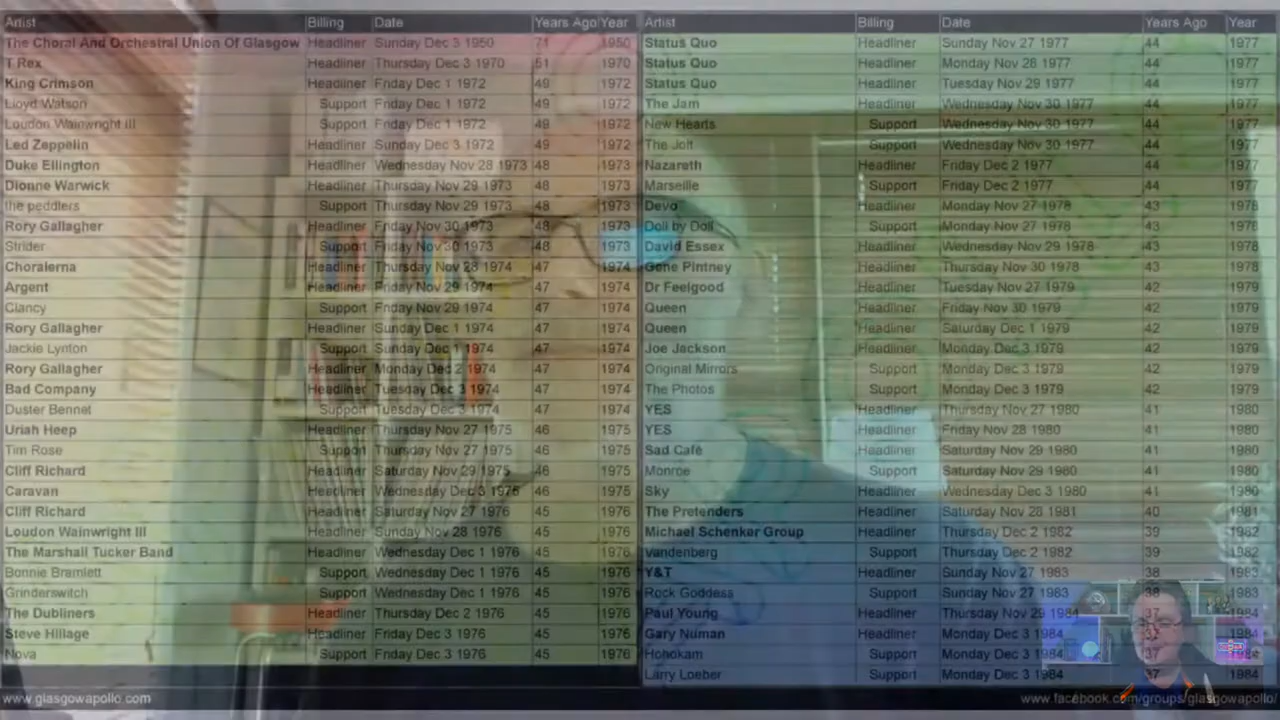 Artist Billing Date Years Ago Year
The Choral And Orchestral Union Of Glasgow Headliner Sunday Dec 3 1950 71 1950
T Rex Headliner Thursday Dec 3 1970 51 1970
King Crimson Headliner Friday Dec 1 1972 49 1972
Lloyd Watson Support Friday Dec 1 1972 49 1972
Loudon Wainwright III Support Friday Dec 1 1972 49 1972
Led Zeppelin Headliner Sunday Dec 3 1972 49 1972
Duke Ellington Headliner Wednesday Nov 28 1973 48 1973
Dionne Warwick Headliner Thursday Nov 29 1973 48 1973
the peddlers Support Thursday Nov 29 1973 48 1973
Rory Gallagher Headliner Friday Nov 30 1973 48 1973
Strider Support Friday Nov 30 1973 48 1973
Choralerna Headliner Thursday Nov 28 1974 47 1974
Argent Headliner Friday Nov 29 1974 47 1974
Clancy Support Friday Nov 29 1974 47 1974
Rory Gallagher Headliner Sunday Dec 1 1974 47 1974
Jackie Lynton Support Sunday Dec 1 1974 47 1974
Rory Gallagher Headliner Monday Dec 2 1974 47 1974
Bad Company Headliner Tuesday Dec 3 1974 47 1974
Duster Bennet Support Tuesday Dec 3 1974 47 1974
Uriah Heep Headliner Thursday Nov 27 1975 46 1975
Tim Rose Support Thursday Nov 27 1975 46 1975
Cliff Richard Headliner Saturday Nov 29 1975 46 1975
Caravan Headliner Wednesday Dec 3 1975 46 1975
Cliff Richard Headliner Saturday Nov 27 1976 45 1976
Loudon Wainwright III Headliner Sunday Nov 28 1976 45 1976
The Marshall Tucker Band Headliner Wednesday Dec 1 1976 45 1976
Bonnie Bramlett Support Wednesday Dec 1 1976 45 1976
Grinderswitch Support Wednesday Dec 1 1976 45 1976
The Dubliners Headliner Thursday Dec 2 1976 45 1976
Steve Hillage Headliner Friday Dec 3 1976 45 1976
Nova Support Friday Dec 3 1976 45 1976
www.glasgowapollo.com
Artist Billing Date Years Ago Year
Status Quo Headliner Sunday Nov 27 1977 44 1977
Status Quo Headliner Monday Nov 28 1977 44 1977
Status Quo Headliner Tuesday Nov 29 1977 44 1977
The Jam Headliner Wednesday Nov 30 1977 44 1977
New Hearts Support Wednesday Nov 30 1977 44 1977
The Jolt Support Wednesday Nov 30 1977 44 1977
Nazareth Headliner Friday Dec 2 1977 44 1977
Marseille Support Friday Dec 2 1977 44 1977
Devo Headliner Monday Nov 27 1978 43 1978
Doll by Doll Support Monday Nov 27 1978 43 1978
David Essex Headliner Wednesday Nov 29 1978 43 1978
Gene Pintney Headliner Thursday Nov 30 1978 43 1978
Dr Feelgood Headliner Tuesday Nov 27 1979 42 1979
Queen Headliner Friday Nov 30 1979 42 1979
Queen Headliner Saturday Dec 1 1979 42 1979
Joe Jackson Headliner Monday Dec 3 1979 42 1979
Original Mirrors Support Monday Dec 3 1979 42 1979
The Photos Support Monday Dec 3 1979 42 1979
YES Headliner Thursday Nov 27 1980 41 1980
YES Headliner Friday Nov 28 1980 41 1980
Sad Café Headliner Saturday Nov 29 1980 41 1980
Monroe Support Saturday Nov 29 1980 41 1980
Sky Headliner Wednesday Dec 3 1980 41 1980
The Pretenders Headliner Saturday Nov 28 1981 40 1981
Michael Schenker Group Headliner Thursday Dec 2 1982 39 1982
Vandenberg Support Thursday Dec 2 1982 39 1982
Y&T Headliner Sunday Nov 27 1983 38 1983
Rock Goddess Support Sunday Nov 27 1983 38 1983
Paul Young Headliner Thursday Nov 29 1984 37 1984
Gary Numan Headliner Monday Dec 3 1984 37 1984
Hohokam Support Monday Dec 3 1984 37 1984
Larry Loeber Support Monday Dec 3 1984 37 1984
www.facebook.com/groups/glasgowapollo/